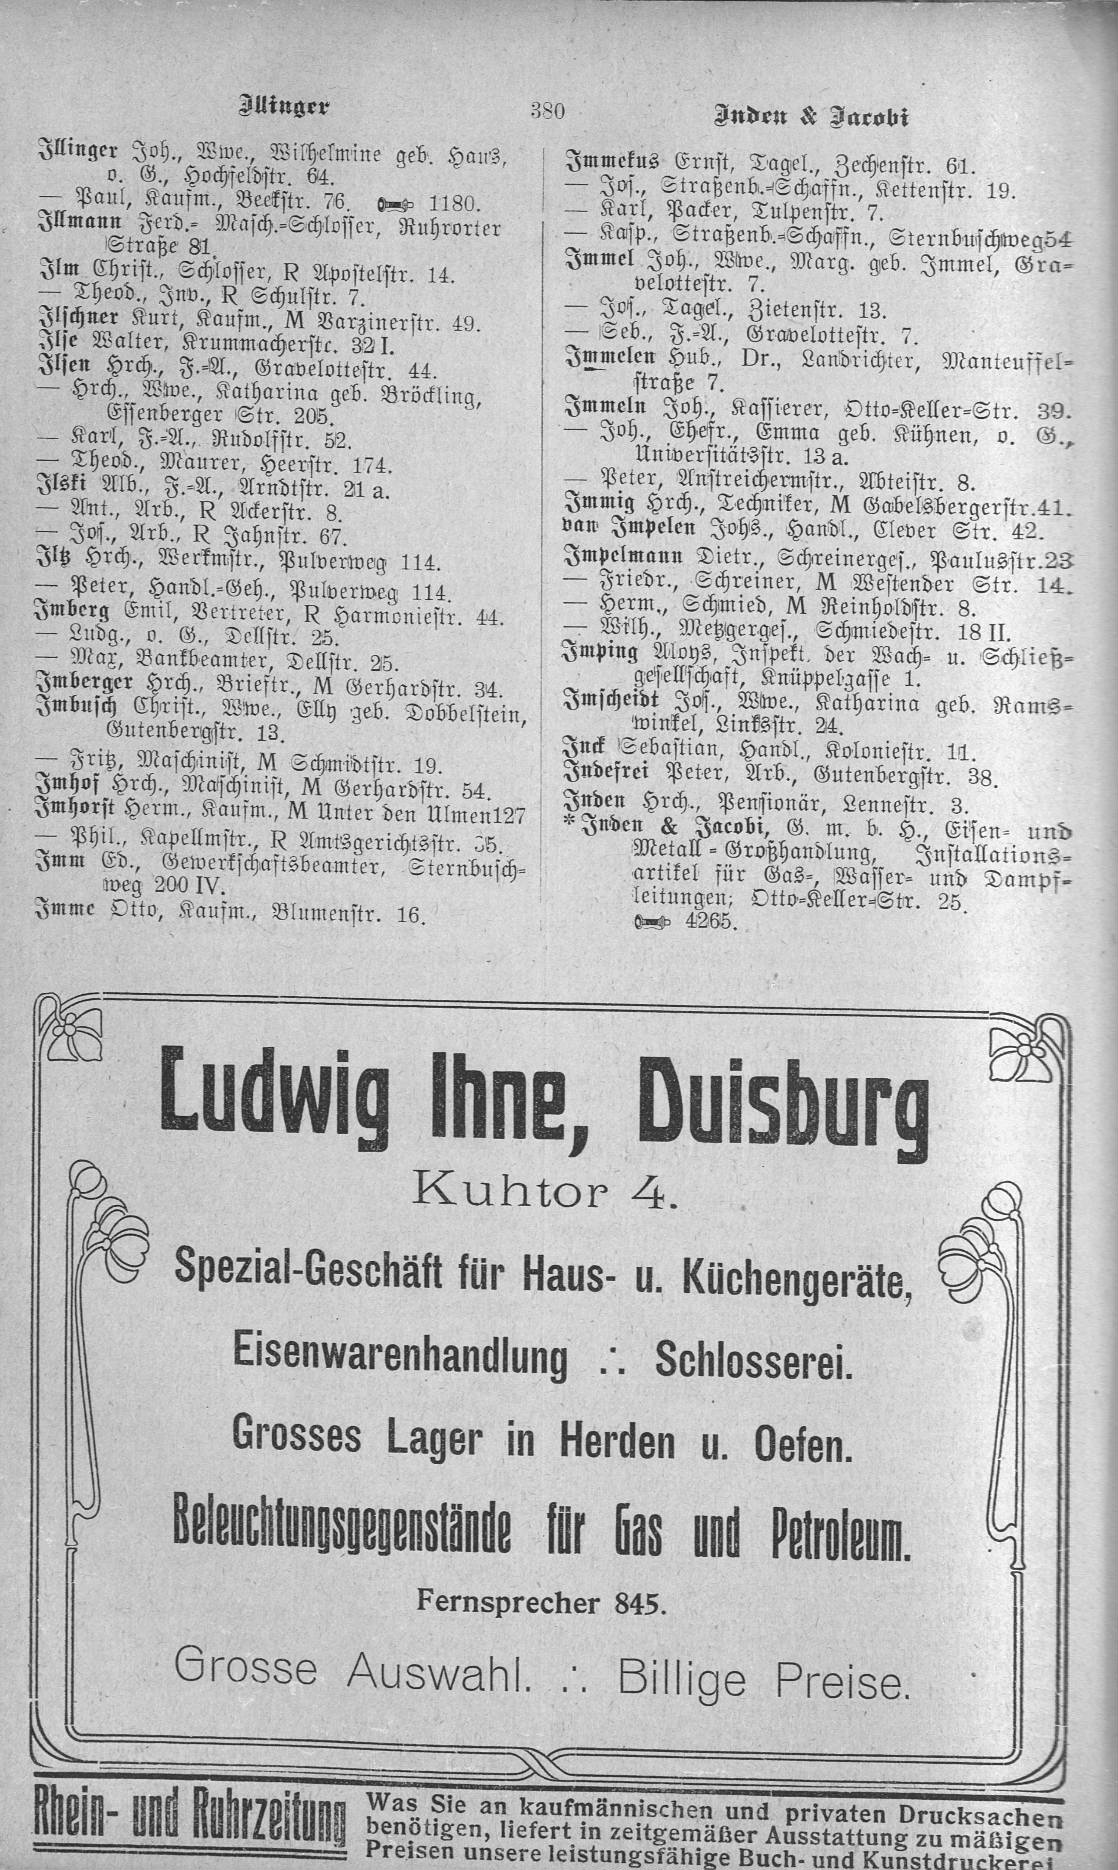 Illinger
380
Inden & Jacobi
Illinger Joh., Wwe., Wilhelmine geb. Haus,
o. G., Hochfeldstr. 64.
— Paul, Kaufm., Beekstr. 76. 1180.
Illmann Ferd.- Masch.-Schlosser, Ruhrorter
Straße 81.
Ilm Christ., Schlosser, R Apostelstr. 14.
— Theod., Inv., R Schulstr. 7.
Ilschner Kurt, Kaufm., M Varzinerstr. 49.
Ilse Walter, Krummacherstr. 32 I.
Ilsen Hrch., F.-A., Gravelottestr. 44.
— Hrch., Wwe., Katharina geb. Bröckling,
Essenberger Str. 205.
— Karl, F.-A., Rudolfstr. 52.
— Theod., Maurer, Heerstr. 174.
Ilski Alb., F.-A., Arndtstr. 21 a.
— Ant., Arb., R Ackerstr. 8.
— Jos., Arb., R Jahnstr. 67.
Iltz Hrch., Werkmstr., Pulverweg 114.
— Peter, Handl.-Geh., Pulverweg 114.
Imberg Emil, Vertreter, R Harmoniestr. 44.
— Ludg., o. G., Dellstr. 25.
— Max, Bankbeamter, Dellstr. 25.
Imberger Hrch., Briestr., M Gerhardstr. 34.
Imbusch Christ., Wwe., Elly geb. Dobbelstein,
Gutenbergstr. 13.
— Fritz, Maschinist, M Schmidtstr. 19.
Imhof Hrch., Maschinist, M Gerhardstr. 54.
Imhorst Herm., Kaufm., M Unter den Ulmen127
— Phil., Kapellmstr., R Amtsgerichtsstr. 35.
Imm Ed., Gewerkschaftsbeamter, Sternbusch-
weg 200 IV.
Imme Otto, Kaufm., Blumenstr. 16.
Immekus Ernst, Tagel., Zechenstr. 61.
— Jos., Straßenb.-Schaffn., Kettenstr. 19.
— Karl, Packer, Tulpenstr. 7.
— Kasp., Straßenb.-Schaffn., Sternbuschweg54
Immel Joh., Wwe., Marg. geb. Immel, Gra-
velottestr. 7.
— Jos., Tagel., Zietenstr. 13.
— Seb., F.-A., Gravelottestr. 7.
Immelen Hub., Dr., Landrichter, Manteuffel-
straße 7.
Immeln Joh., Kassierer, Otto-Keller-Str. 39.
— Joh., Ehefr., Emma geb. Kühnen, o. G.,
Universitätsstr. 13 a.
— Peter, Anstreichermstr., Abteistr. 8.
Immig Hrch., Techniker, M Gabelsbergerstr.41.
van Impelen Johs., Handl., Clever Str. 42.
Impelmann Dietr., Schreinerges., Paulusstr.23
— Friedr., Schreiner, M Westender Str. 14.
— Herm., Schmied, M Reinholdstr. 8.
— Wilh., Metzgerges., Schmiedestr. 18 II.
Imping Aloys, Inspekt. der Wach- u. Schließ-
gesellschaft, Knüppelgasse 1.
Imscheidt Jos., Wwe., Katharina geb. Rams-
winkel, Linksstr. 24.
Inck Sebastian, Handl., Koloniestr. 11.
Indefrei Peter, Arb., Gutenbergstr. 38.
Inden Hrch., Pensionär, Lennestr. 3.
* Inden & Jacobi, G. m. b. H., Eisen- und
Metall-Großhandlung, Installations-
artikel für Gas-, Wasser- und Dampf-
leitungen; Otto-Keller-Str. 25.
4265.
Ludwig Ihne, Duisburg
Kuhtor 4.
Spezial-Geschäft für Haus- u. Küchengeräte,
Eisenwarenhandlung ∴ Schlosserei.
Grosses Lager in Herden u. Oefen.
Beleuchtungsgegenstände für Gas und Petroleum.
Fernsprecher 845.
Grosse Auswahl. ∴ Billige Preise.
Rhein- und Ruhrzeitung
Was Sie an kaufmännischen und privaten Drucksachen
benötigen, liefert in zeitgemäßer Ausstattung zu mäßigen
Preisen unsere leistungsfähige Buch- und Kunstdruckerei.